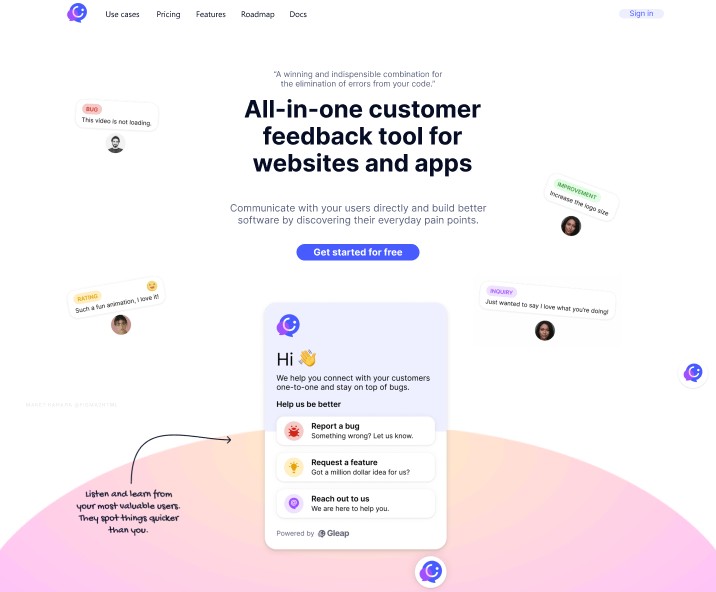 Use cases
Pricing
Features
Roadmap
Docs
Sign in
“A winning and indispensible combination for
the elimination of errors from your code.”
All-in-one customer
feedback tool for
websites and apps
Communicate with your users directly and build better
software by discovering their everyday pain points.
Get started for free
BUG
This video is not loading.
IMPROVEMENT
Increase the logo size
RATING
Such a fun animation, I love it!
INQUIRY
Just wanted to say I love what you're doing!
Hi
We help you connect with your customers
one-to-one and stay on top of bugs.
Help us be better
Report a bug
Something wrong? Let us know.
Request a feature
Got a million dollar idea for us?
Reach out to us
We are here to help you.
Powered by Gleap
Listen and learn from
your most valuable users.
They spot things quicker
than you.